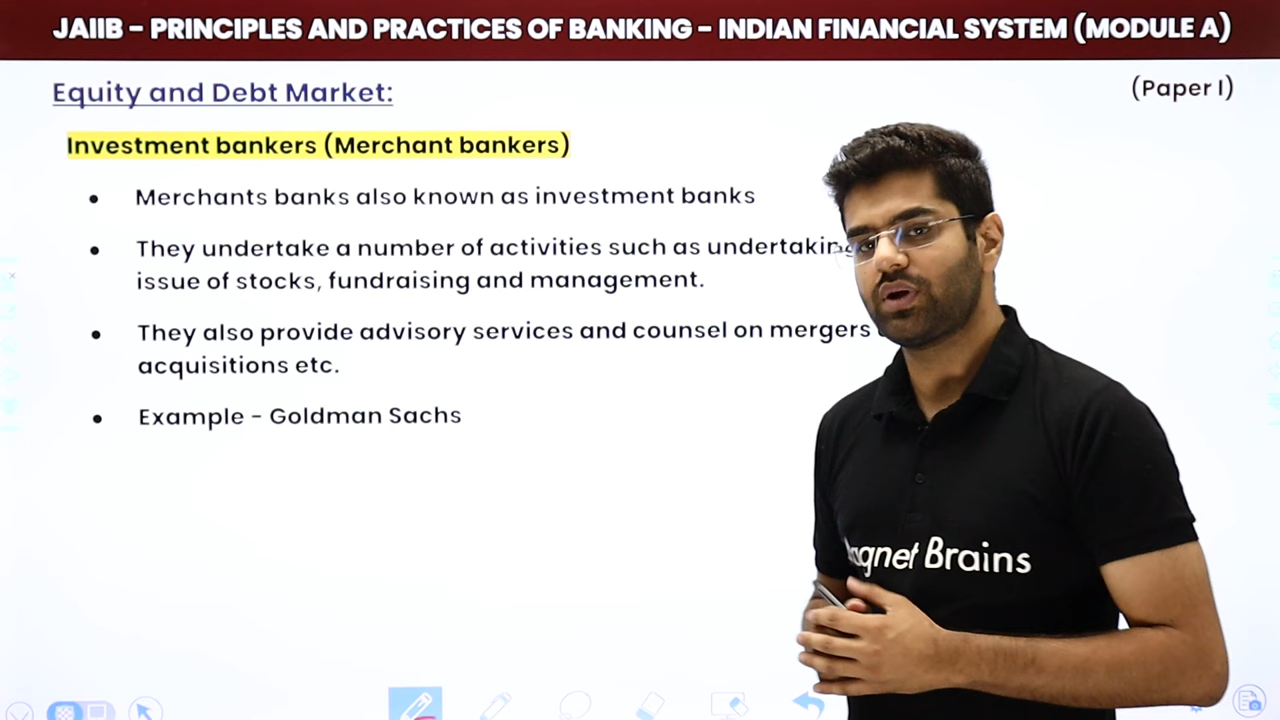 JAIIB - PRINCIPLES AND PRACTICES OF BANKING - INDIAN FINANCIAL SYSTEM (MODULE A)
Equity and Debt Market:
(Paper I)
Investment bankers (Merchant bankers)
• Merchants banks also known as investment banks
• They undertake a number of activities such as undertaking
issue of stocks, fundraising and management.
• They also provide advisory services and counsel on mergers
acquisitions etc.
• Example - Goldman Sachs
Brains